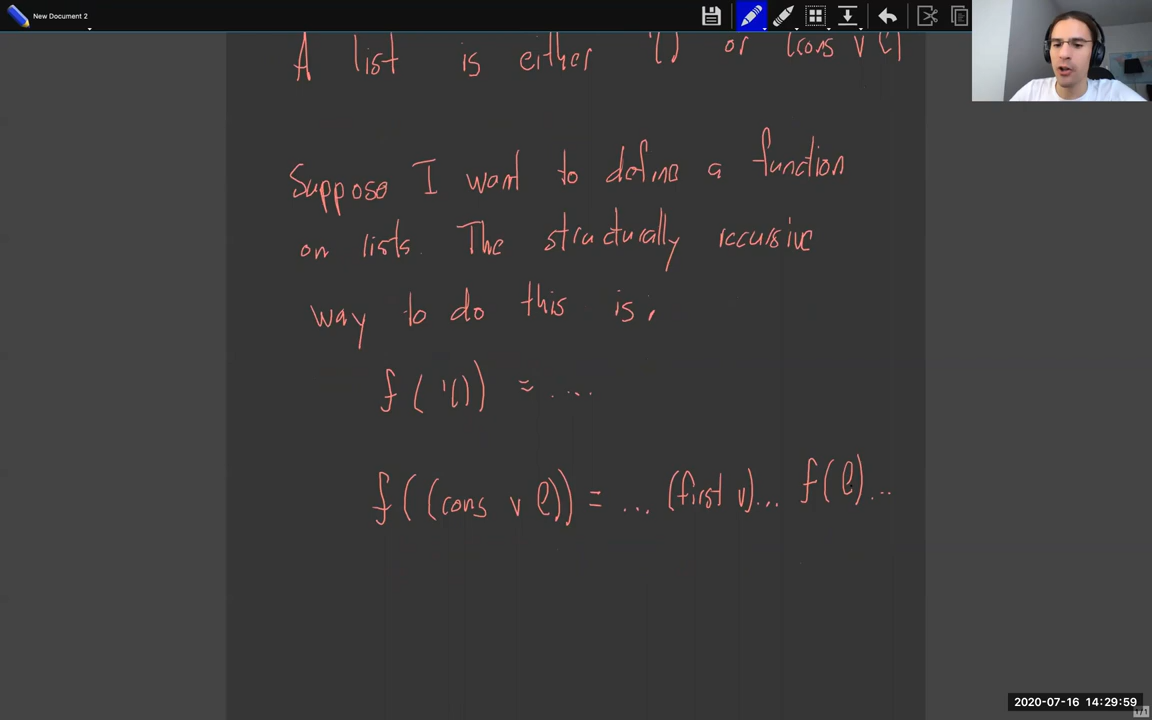 New Document 2
A list is either '() or (cons v l)
Suppose I want to define a function
on lists. The structurally recursive
way to do this is:
f( '()) = ....
f( (cons v l)) = ... (first v)... f(l)...
2020-07-16 14:29:59